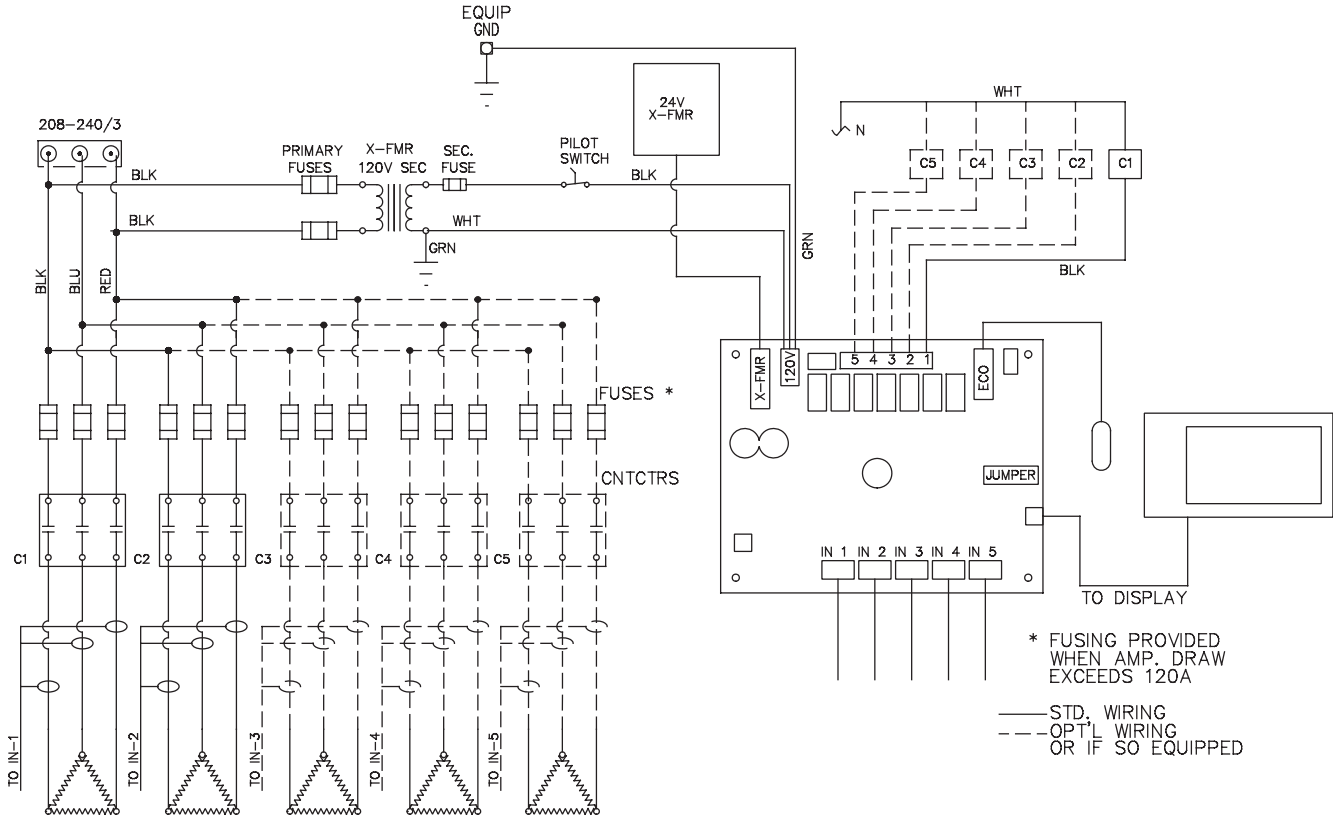 EQUIP
GND
24V
X-FMR
WHT
N
C5 C4 C3 C2 C1
208-240/3
PRIMARY
FUSES
X-FMR
120V SEC
SEC.
FUSE
PILOT
SWITCH
BLK
BLK
BLK
WHT
GRN
GRN
BLK
BLK
BLU
RED
X-FMR
120V
5 4 3 2 1
ECO
FUSES *
CNTCTRS
JUMPER
C1
C2
C3
C4
C5
IN 1 IN 2 IN 3 IN 4 IN 5
TO DISPLAY
* FUSING PROVIDED
WHEN AMP. DRAW
EXCEEDS 120A
STD. WIRING
OPT'L WIRING
OR IF SO EQUIPPED
TO IN-1
TO IN-2
TO IN-3
TO IN-4
TO IN-5